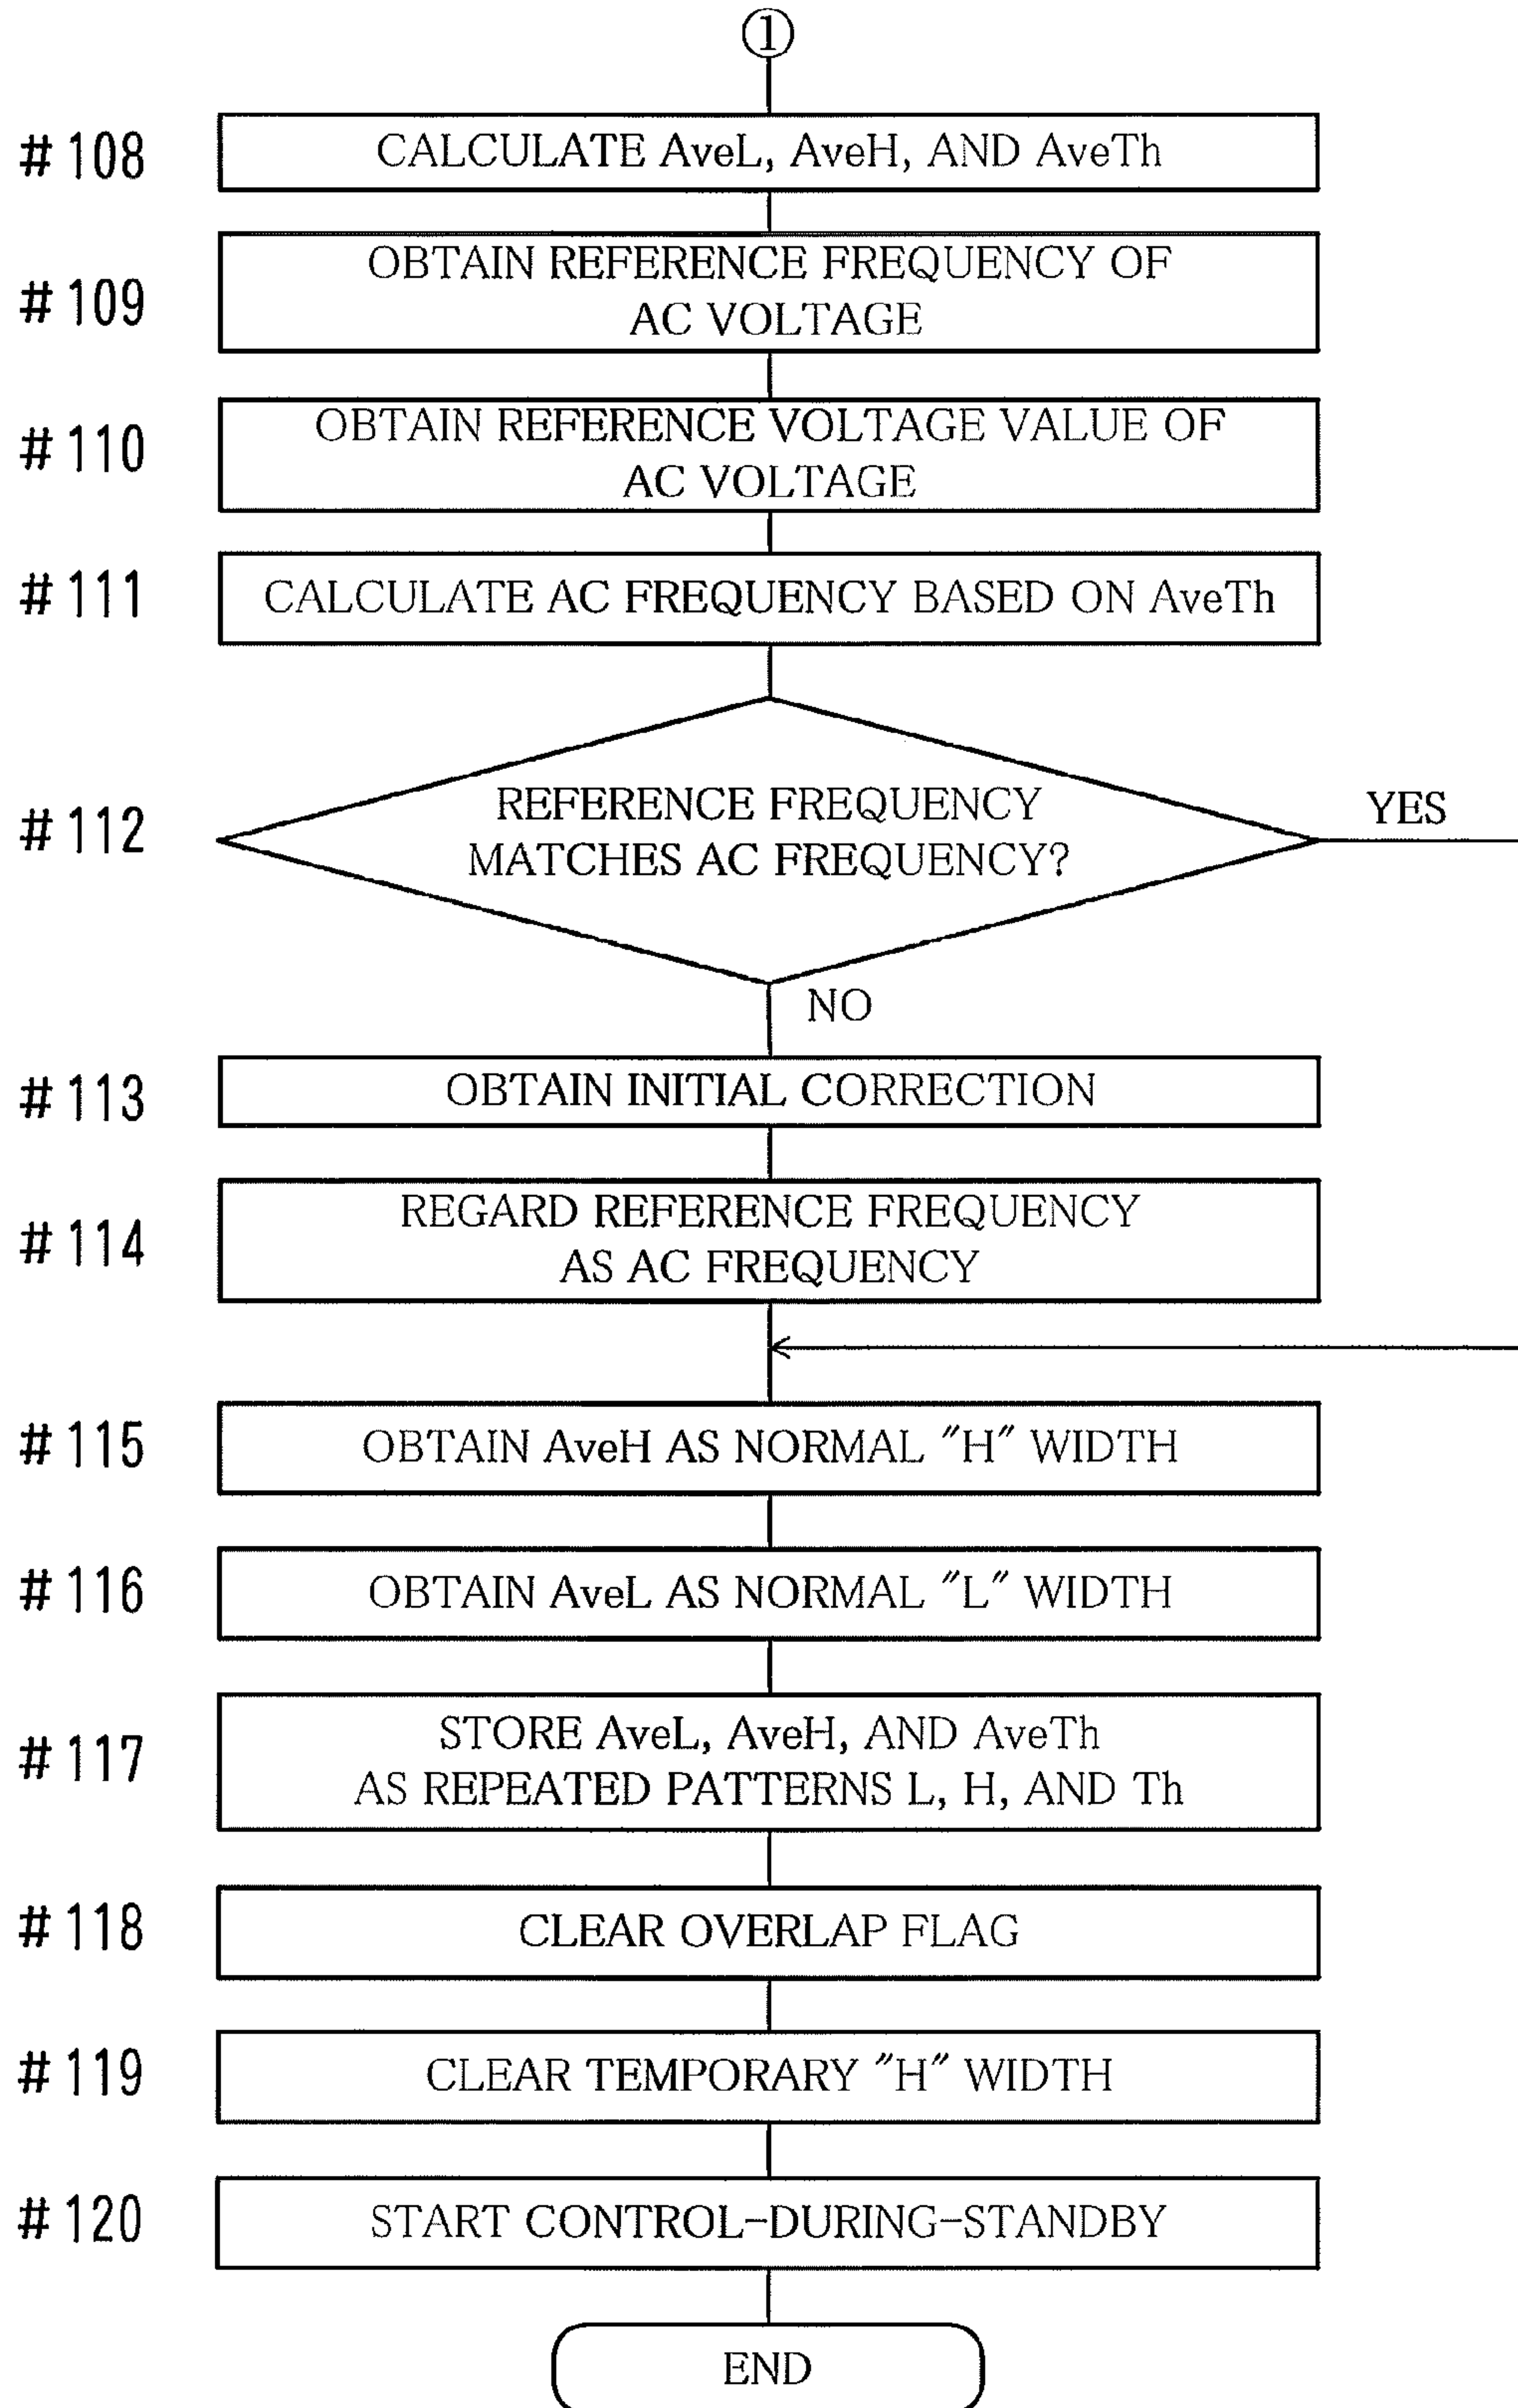 ①
#108
CALCULATE AveL, AveH, AND AveTh
#109
OBTAIN REFERENCE FREQUENCY OF
AC VOLTAGE
#110
OBTAIN REFERENCE VOLTAGE VALUE OF
AC VOLTAGE
#111
CALCULATE AC FREQUENCY BASED ON AveTh
#112
REFERENCE FREQUENCY
MATCHES AC FREQUENCY?
YES
NO
#113
OBTAIN INITIAL CORRECTION
#114
REGARD REFERENCE FREQUENCY
AS AC FREQUENCY
#115
OBTAIN AveH AS NORMAL "H" WIDTH
#116
OBTAIN AveL AS NORMAL "L" WIDTH
#117
STORE AveL, AveH, AND AveTh
AS REPEATED PATTERNS L, H, AND Th
#118
CLEAR OVERLAP FLAG
#119
CLEAR TEMPORARY "H" WIDTH
#120
START CONTROL-DURING-STANDBY
END